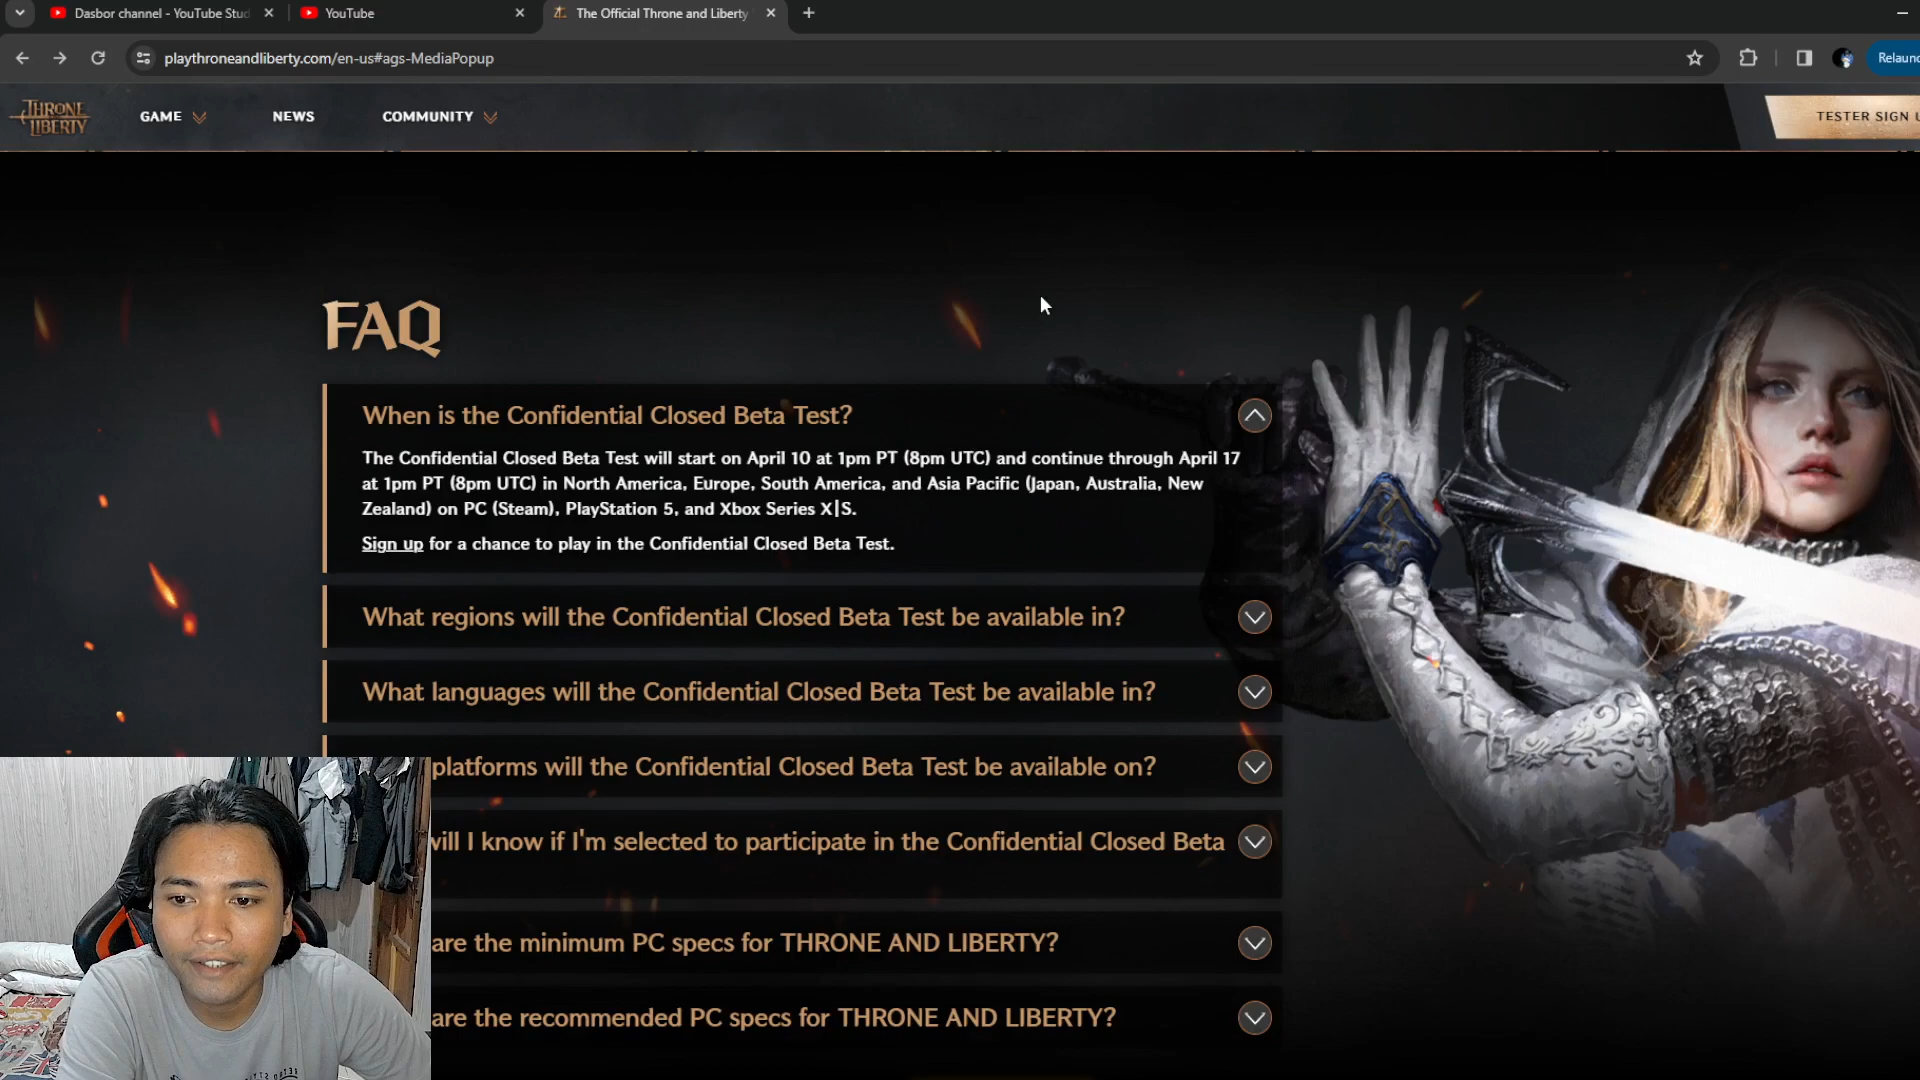 Dasbor channel - YouTube Stud
YouTube
The Official Throne and Liberty
playthroneandliberty.com/en-us#ags-MediaPopup
Relaunc
THRONE
LIBERTY
GAME
NEWS
COMMUNITY
TESTER SIGN U
FAQ
When is the Confidential Closed Beta Test?
The Confidential Closed Beta Test will start on April 10 at 1pm PT (8pm UTC) and continue through April 17
at 1pm PT (8pm UTC) in North America, Europe, South America, and Asia Pacific (Japan, Australia, New
Zealand) on PC (Steam), PlayStation 5, and Xbox Series X|S.
Sign up for a chance to play in the Confidential Closed Beta Test.
What regions will the Confidential Closed Beta Test be available in?
What languages will the Confidential Closed Beta Test be available in?
platforms will the Confidential Closed Beta Test be available on?
will I know if I'm selected to participate in the Confidential Closed Beta
are the minimum PC specs for THRONE AND LIBERTY?
are the recommended PC specs for THRONE AND LIBERTY?